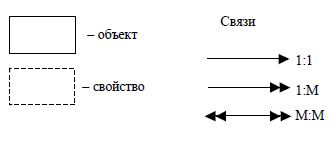 Связи
– объект
1:1
– свойство
1:М
М:М